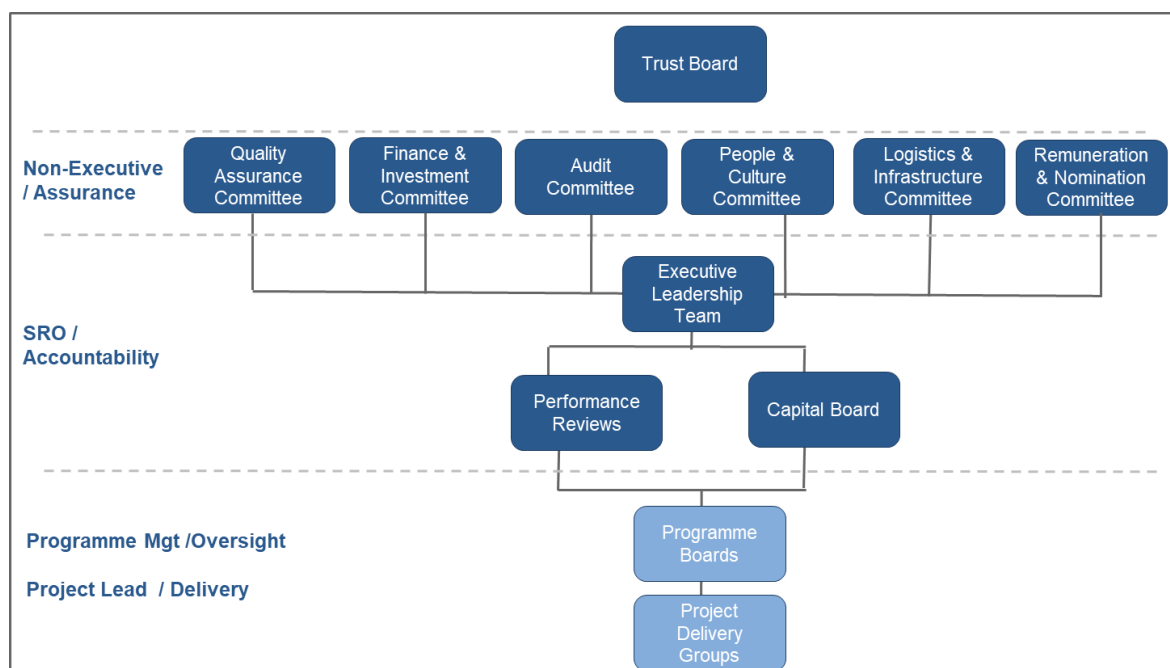 Trust Board
Non-Executive
/ Assurance
Quality
Assurance
Committee
Finance &
Investment
Committee
Audit
Committee
People &
Culture
Committee
Logistics &
Infrastructure
Committee
Remuneration
& Nomination
Committee
Executive
Leadership
Team
SRO /
Accountability
Performance
Reviews
Capital Board
Programme Mgt /Oversight
Project Lead  / Delivery
Programme
Boards
Project
Delivery
Groups